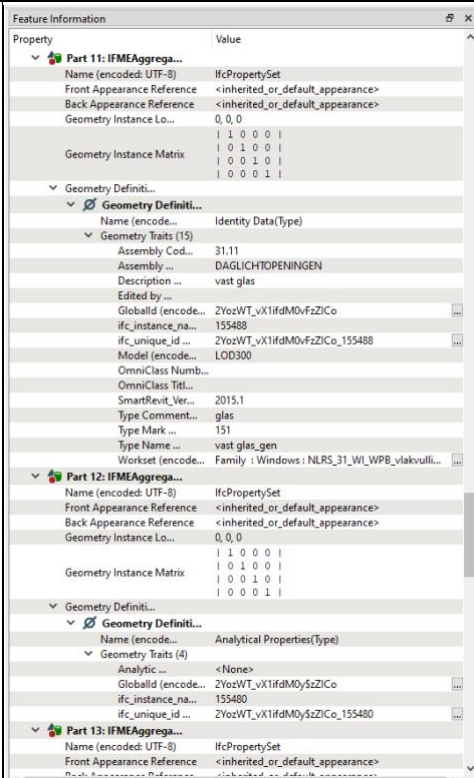 Feature Information
Property Value
Part 11: IFMEAggrega...
Name (encoded: UTF-8) IfcPropertySet
Front Appearance Reference <inherited_or_default_appearance>
Back Appearance Reference <inherited_or_default_appearance>
Geometry Instance Lo... 0, 0, 0
| 1 0 0 0 |
| 0 1 0 0 |
Geometry Instance Matrix
| 0 0 1 0 |
| 0 0 0 1 |
Geometry Definiti...
Geometry Definiti...
Name (encode... Identity Data(Type)
Geometry Traits (15)
Assembly Cod... 31.11
Assembly ... DAGLICHTOPENINGEN
Description ... vast glas
Edited by ...
GlobalId (encode... 2YozWT_vX1ifdM0vFzZICo ...
ifc_instance_na... 155488
ifc_unique_id ... 2YozWT_vX1ifdM0vFzZICo_155488 ...
Model (encode... LOD300
OmniClass Numb...
OmniClass Titl...
SmartRevit_Ver... 2015.1
Type Comment... glas
Type Mark ... 151
Type Name ... vast glas_gen
Workset (encode... Family : Windows : NLRS_31_WI_WPB_vlakvulli... ...
Part 12: IFMEAggrega...
Name (encoded: UTF-8) IfcPropertySet
Front Appearance Reference <inherited_or_default_appearance>
Back Appearance Reference <inherited_or_default_appearance>
Geometry Instance Lo... 0, 0, 0
| 1 0 0 0 |
| 0 1 0 0 |
Geometry Instance Matrix
| 0 0 1 0 |
| 0 0 0 1 |
Geometry Definiti...
Geometry Definiti...
Name (encode... Analytical Properties(Type)
Geometry Traits (4)
Analytic ... <None>
GlobalId (encode... 2YozWT_vX1ifdM0y$zZICo ...
ifc_instance_na... 155480
ifc_unique_id ... 2YozWT_vX1ifdM0y$zZICo_155480 ...
Part 13: IFMEAggrega...
Name (encoded: UTF-8) IfcPropertySet
Front Appearance Reference <inherited_or_default_appearance>
Back Appearance Reference <inherited_or_default_appearance>